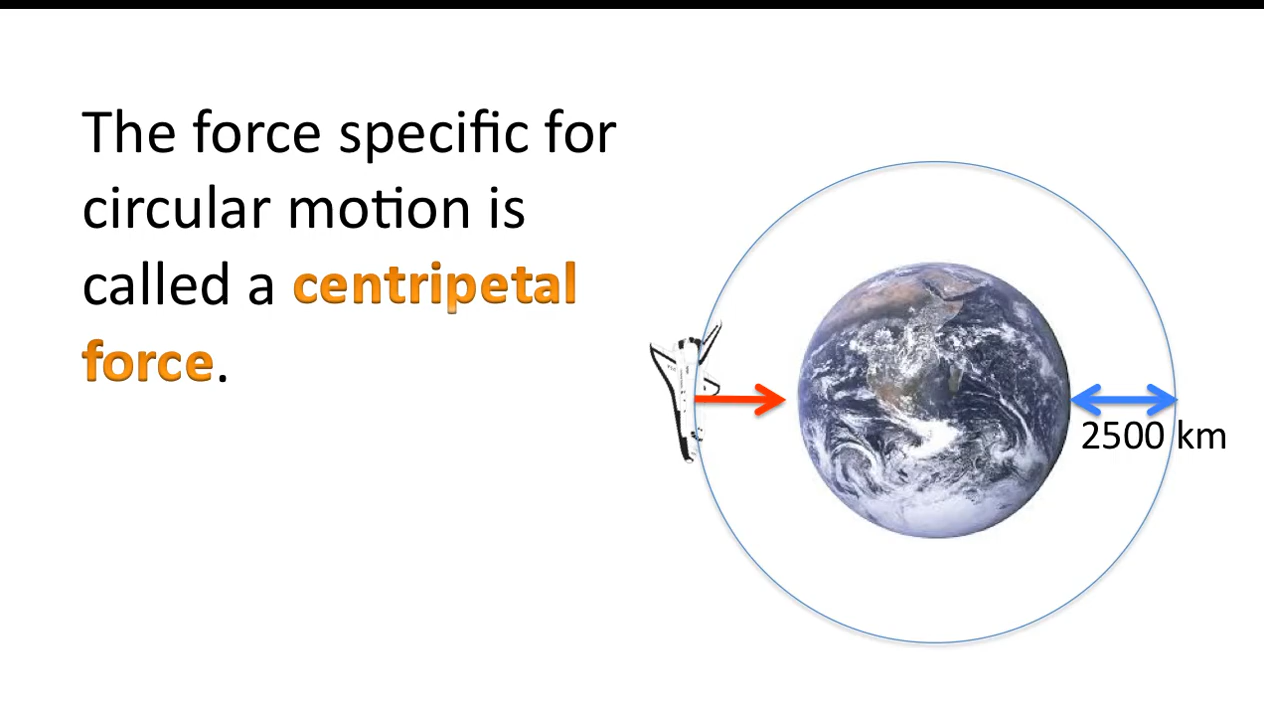 The force specific for
circular motion is
called a centripetal
force.
2500 km